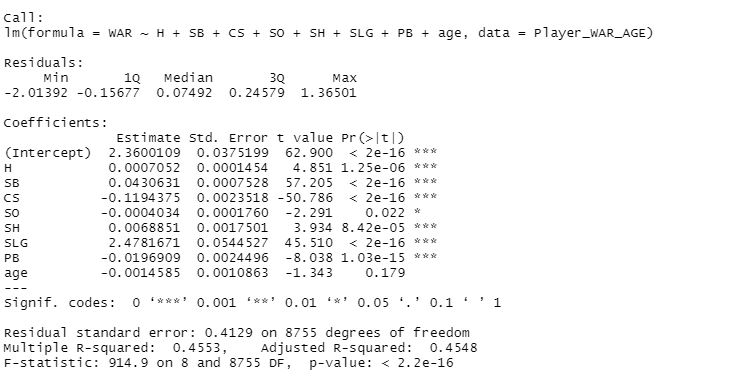 Call:
lm(formula = WAR ~ H + SB + CS + SO + SH + SLG + PB + age, data = Player_WAR_AGE)
Residuals:
Min 1Q Median 3Q Max
-2.01392 -0.15677 0.07492 0.24579 1.36501
Coefficients:
Estimate Std. Error t value Pr(>|t|)
(Intercept) 2.3600109 0.0375199 62.900 < 2e-16 ***
H 0.0007052 0.0001454 4.851 1.25e-06 ***
SB 0.0430631 0.0007528 57.205 < 2e-16 ***
CS -0.1194375 0.0023518 -50.786 < 2e-16 ***
SO -0.0004034 0.0001760 -2.291 0.022 *
SH 0.0068851 0.0017501 3.934 8.42e-05 ***
SLG 2.4781671 0.0544527 45.510 < 2e-16 ***
PB -0.0196909 0.0024496 -8.038 1.03e-15 ***
age -0.0014585 0.0010863 -1.343 0.179
---
Signif. codes: 0 ‘***’ 0.001 ‘**’ 0.01 ‘*’ 0.05 ‘.’ 0.1 ‘ ’ 1
Residual standard error: 0.4129 on 8755 degrees of freedom
Multiple R-squared: 0.4553, Adjusted R-squared: 0.4548
F-statistic: 914.9 on 8 and 8755 DF, p-value: < 2.2e-16